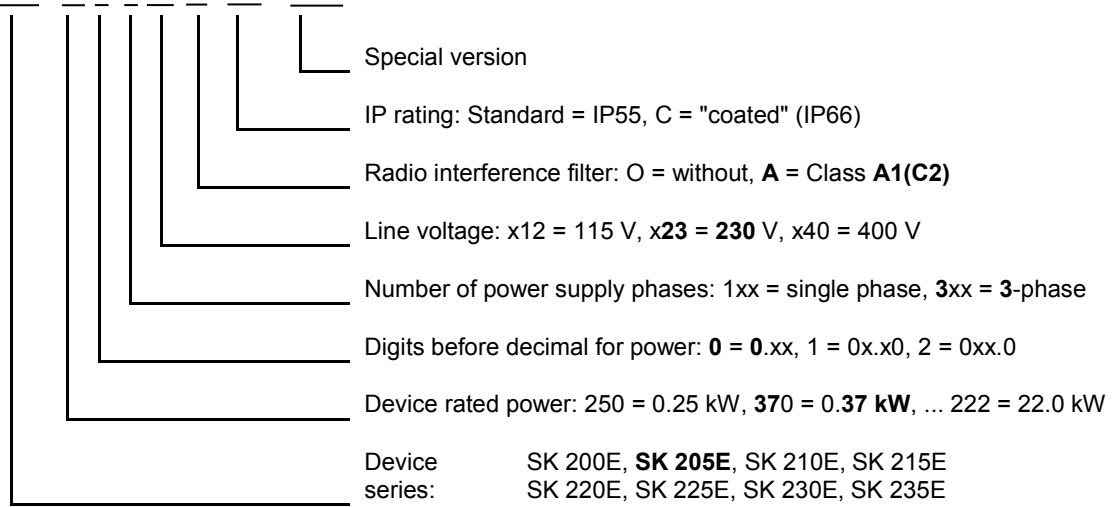 Special version
IP rating: Standard = IP55, C = "coated" (IP66)
Radio interference filter: O = without, A = Class A1(C2)
Line voltage: x12 = 115 V, x23 = 230 V, x40 = 400 V
Number of power supply phases: 1xx = single phase, 3xx = 3-phase
Digits before decimal for power: 0 = 0.xx, 1 = 0x.x0, 2 = 0xx.0
Device rated power: 250 = 0.25 kW, 370 = 0.37 kW, ... 222 = 22.0 kW
Device SK 200E, SK 205E, SK 210E, SK 215E
series: SK 220E, SK 225E, SK 230E, SK 235E